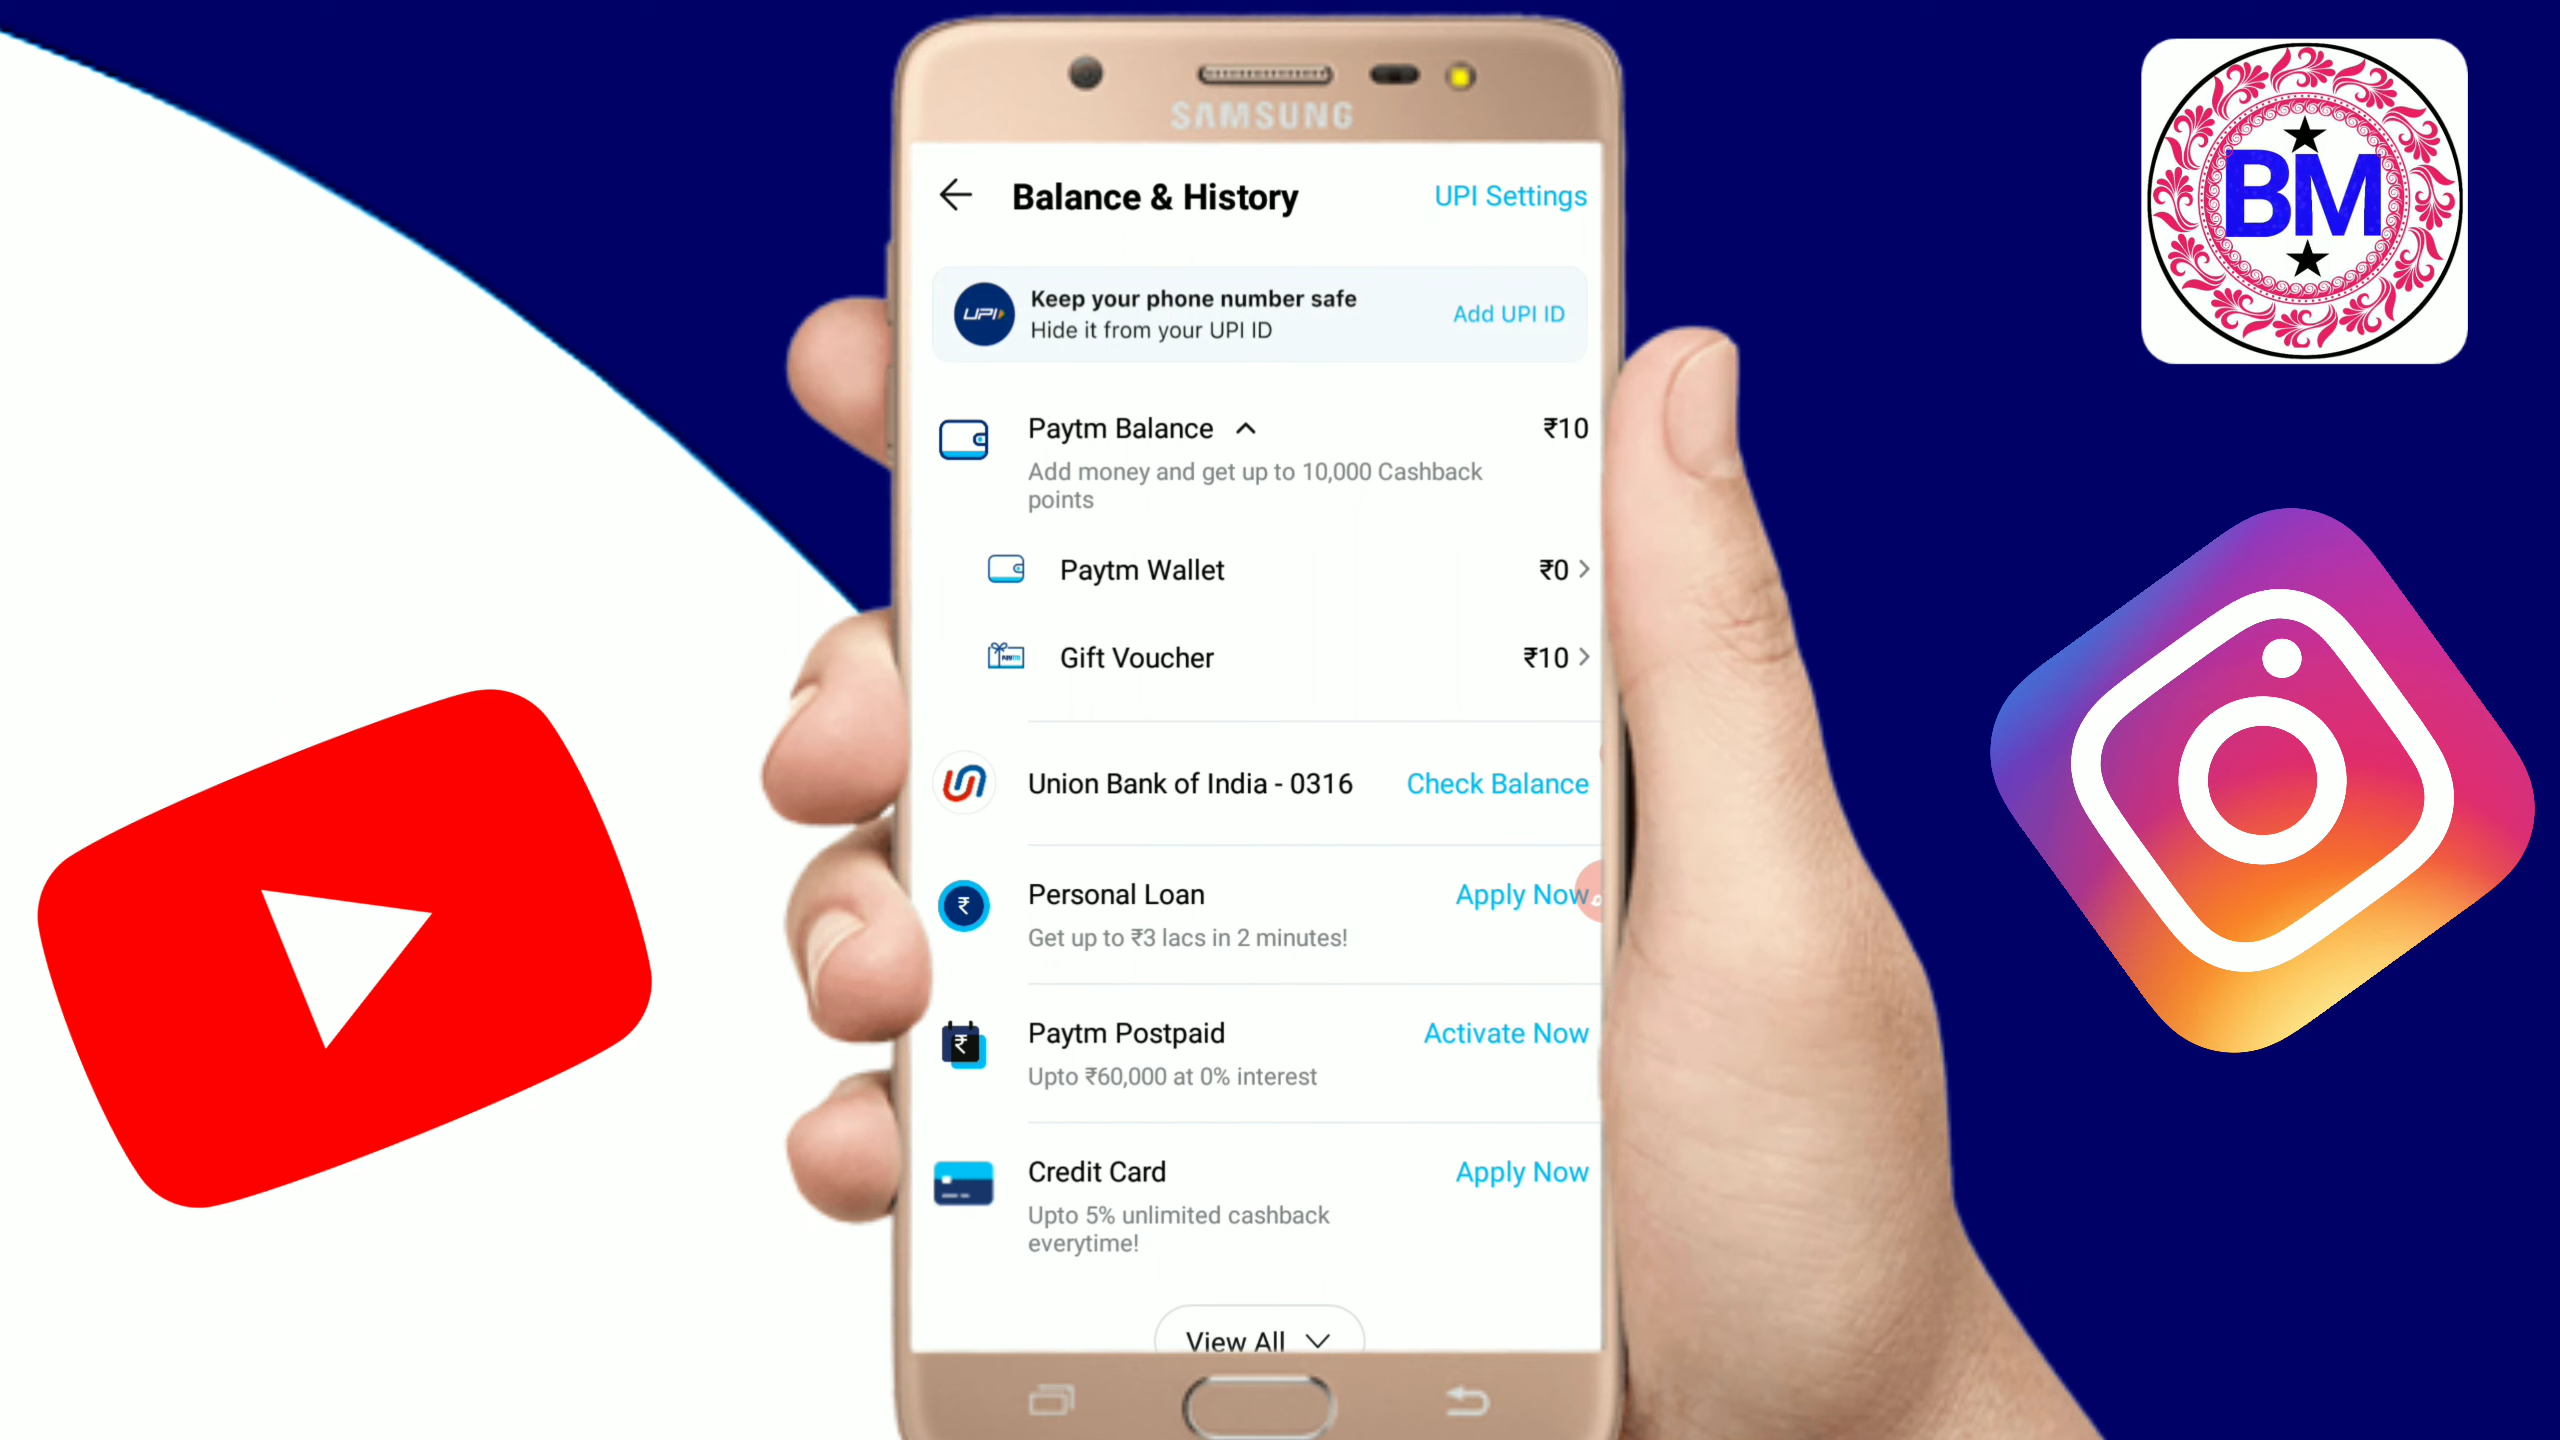 SAMSUNG
Balance & History
UPI Settings
UPI
Keep your phone number safe
Hide it from your UPI ID
Add UPI ID
Paytm Balance
₹10
Add money and get up to 10,000 Cashback
points
Paytm Wallet
₹0
Gift Voucher
₹10
Union Bank of India - 0316
Check Balance
Personal Loan
Apply Now
Get up to ₹3 lacs in 2 minutes!
Paytm Postpaid
Activate Now
Upto ₹60,000 at 0% interest
Credit Card
Apply Now
Upto 5% unlimited cashback
everytime!
View All
BM